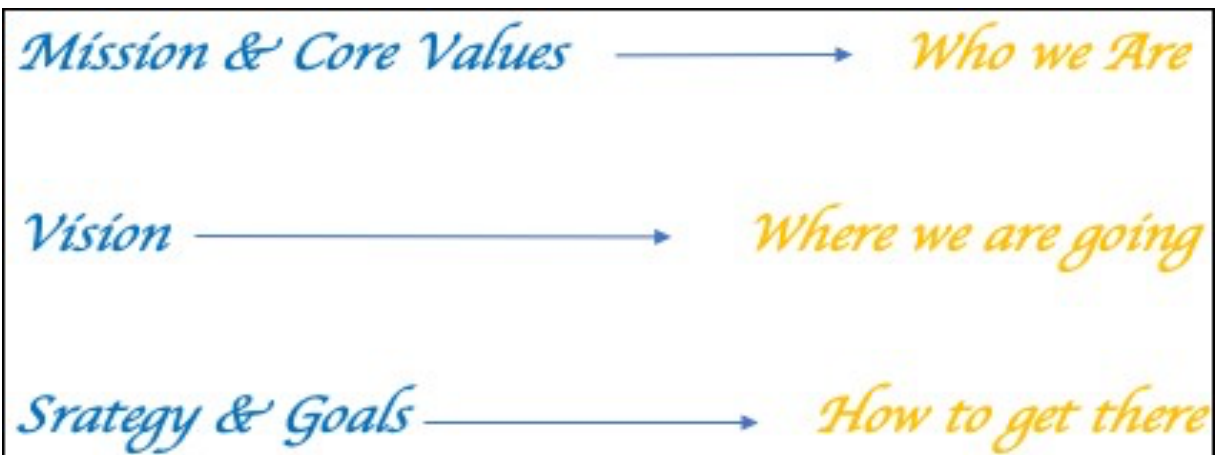 Mission & Core Values Who we Are
Vision Where we are going
Srategy & Goals How to get there